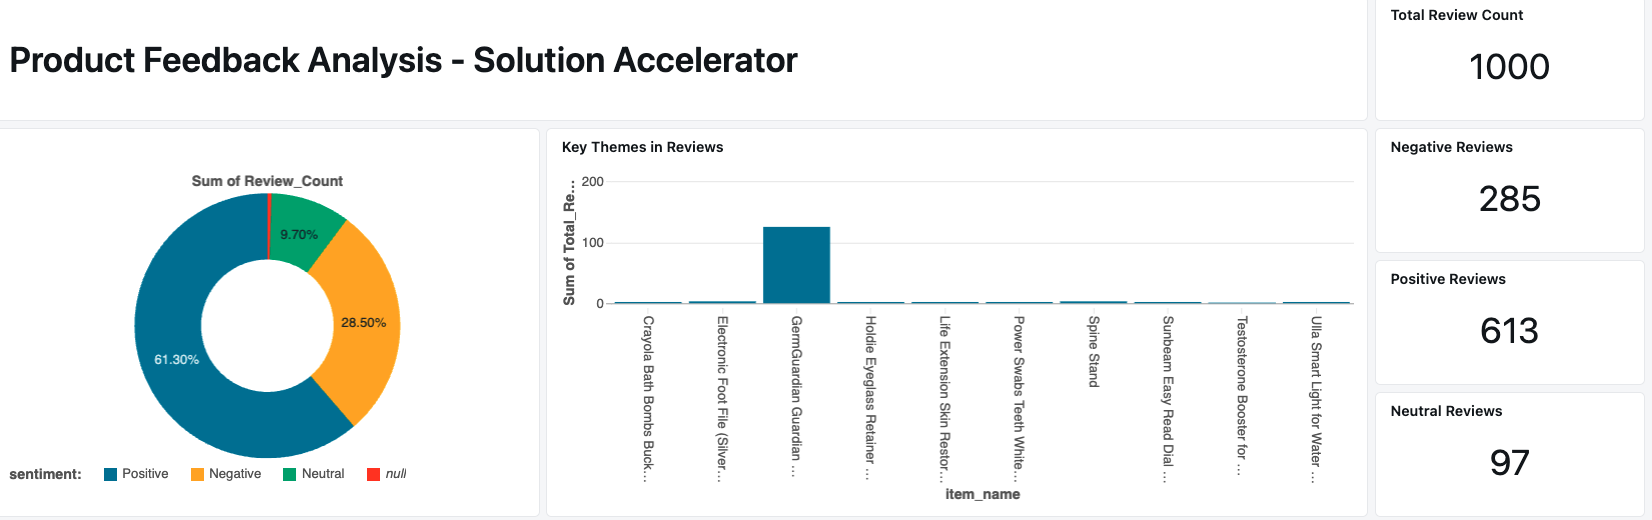 Product Feedback Analysis - Solution Accelerator
Total Review Count
1000
Sum of Review_Count
9.70%
28.50%
61.30%
sentiment:
Positive
Negative
Neutral
null
Key Themes in Reviews
Sum of Total_Re...
200
100
0
Crayola Bath Bombs Buck...
Electronic Foot File (Silver...
GermGuardian Guardian ...
Holdie Eyeglass Retainer ...
Life Extension Skin Restor...
Power Swabs Teeth White...
Spine Stand
Sunbeam Easy Read Dial ...
Testosterone Booster for ...
Ulla Smart Light for Water ...
item_name
Negative Reviews
285
Positive Reviews
613
Neutral Reviews
97